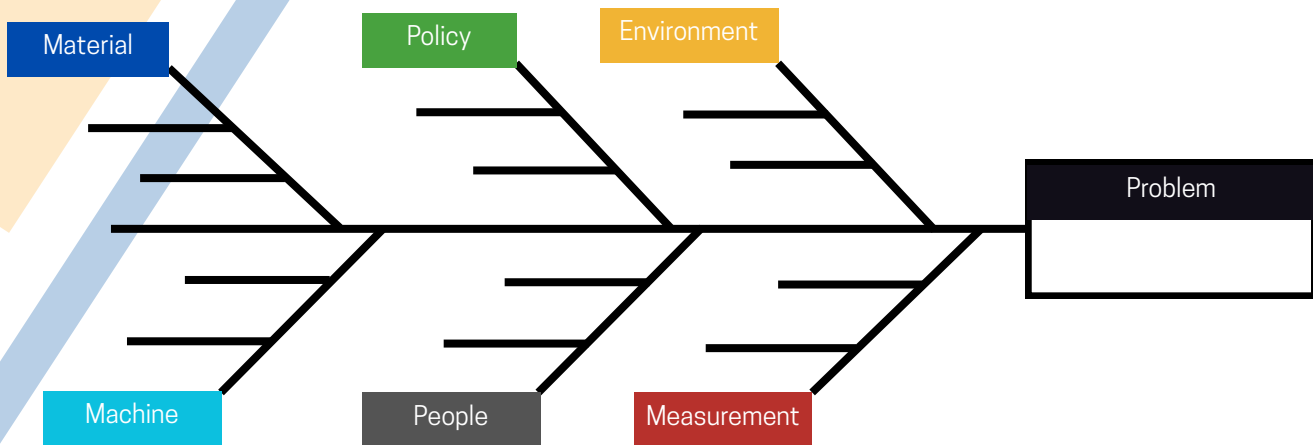 Material
Policy
Environment
Problem
Machine
People
Measurement